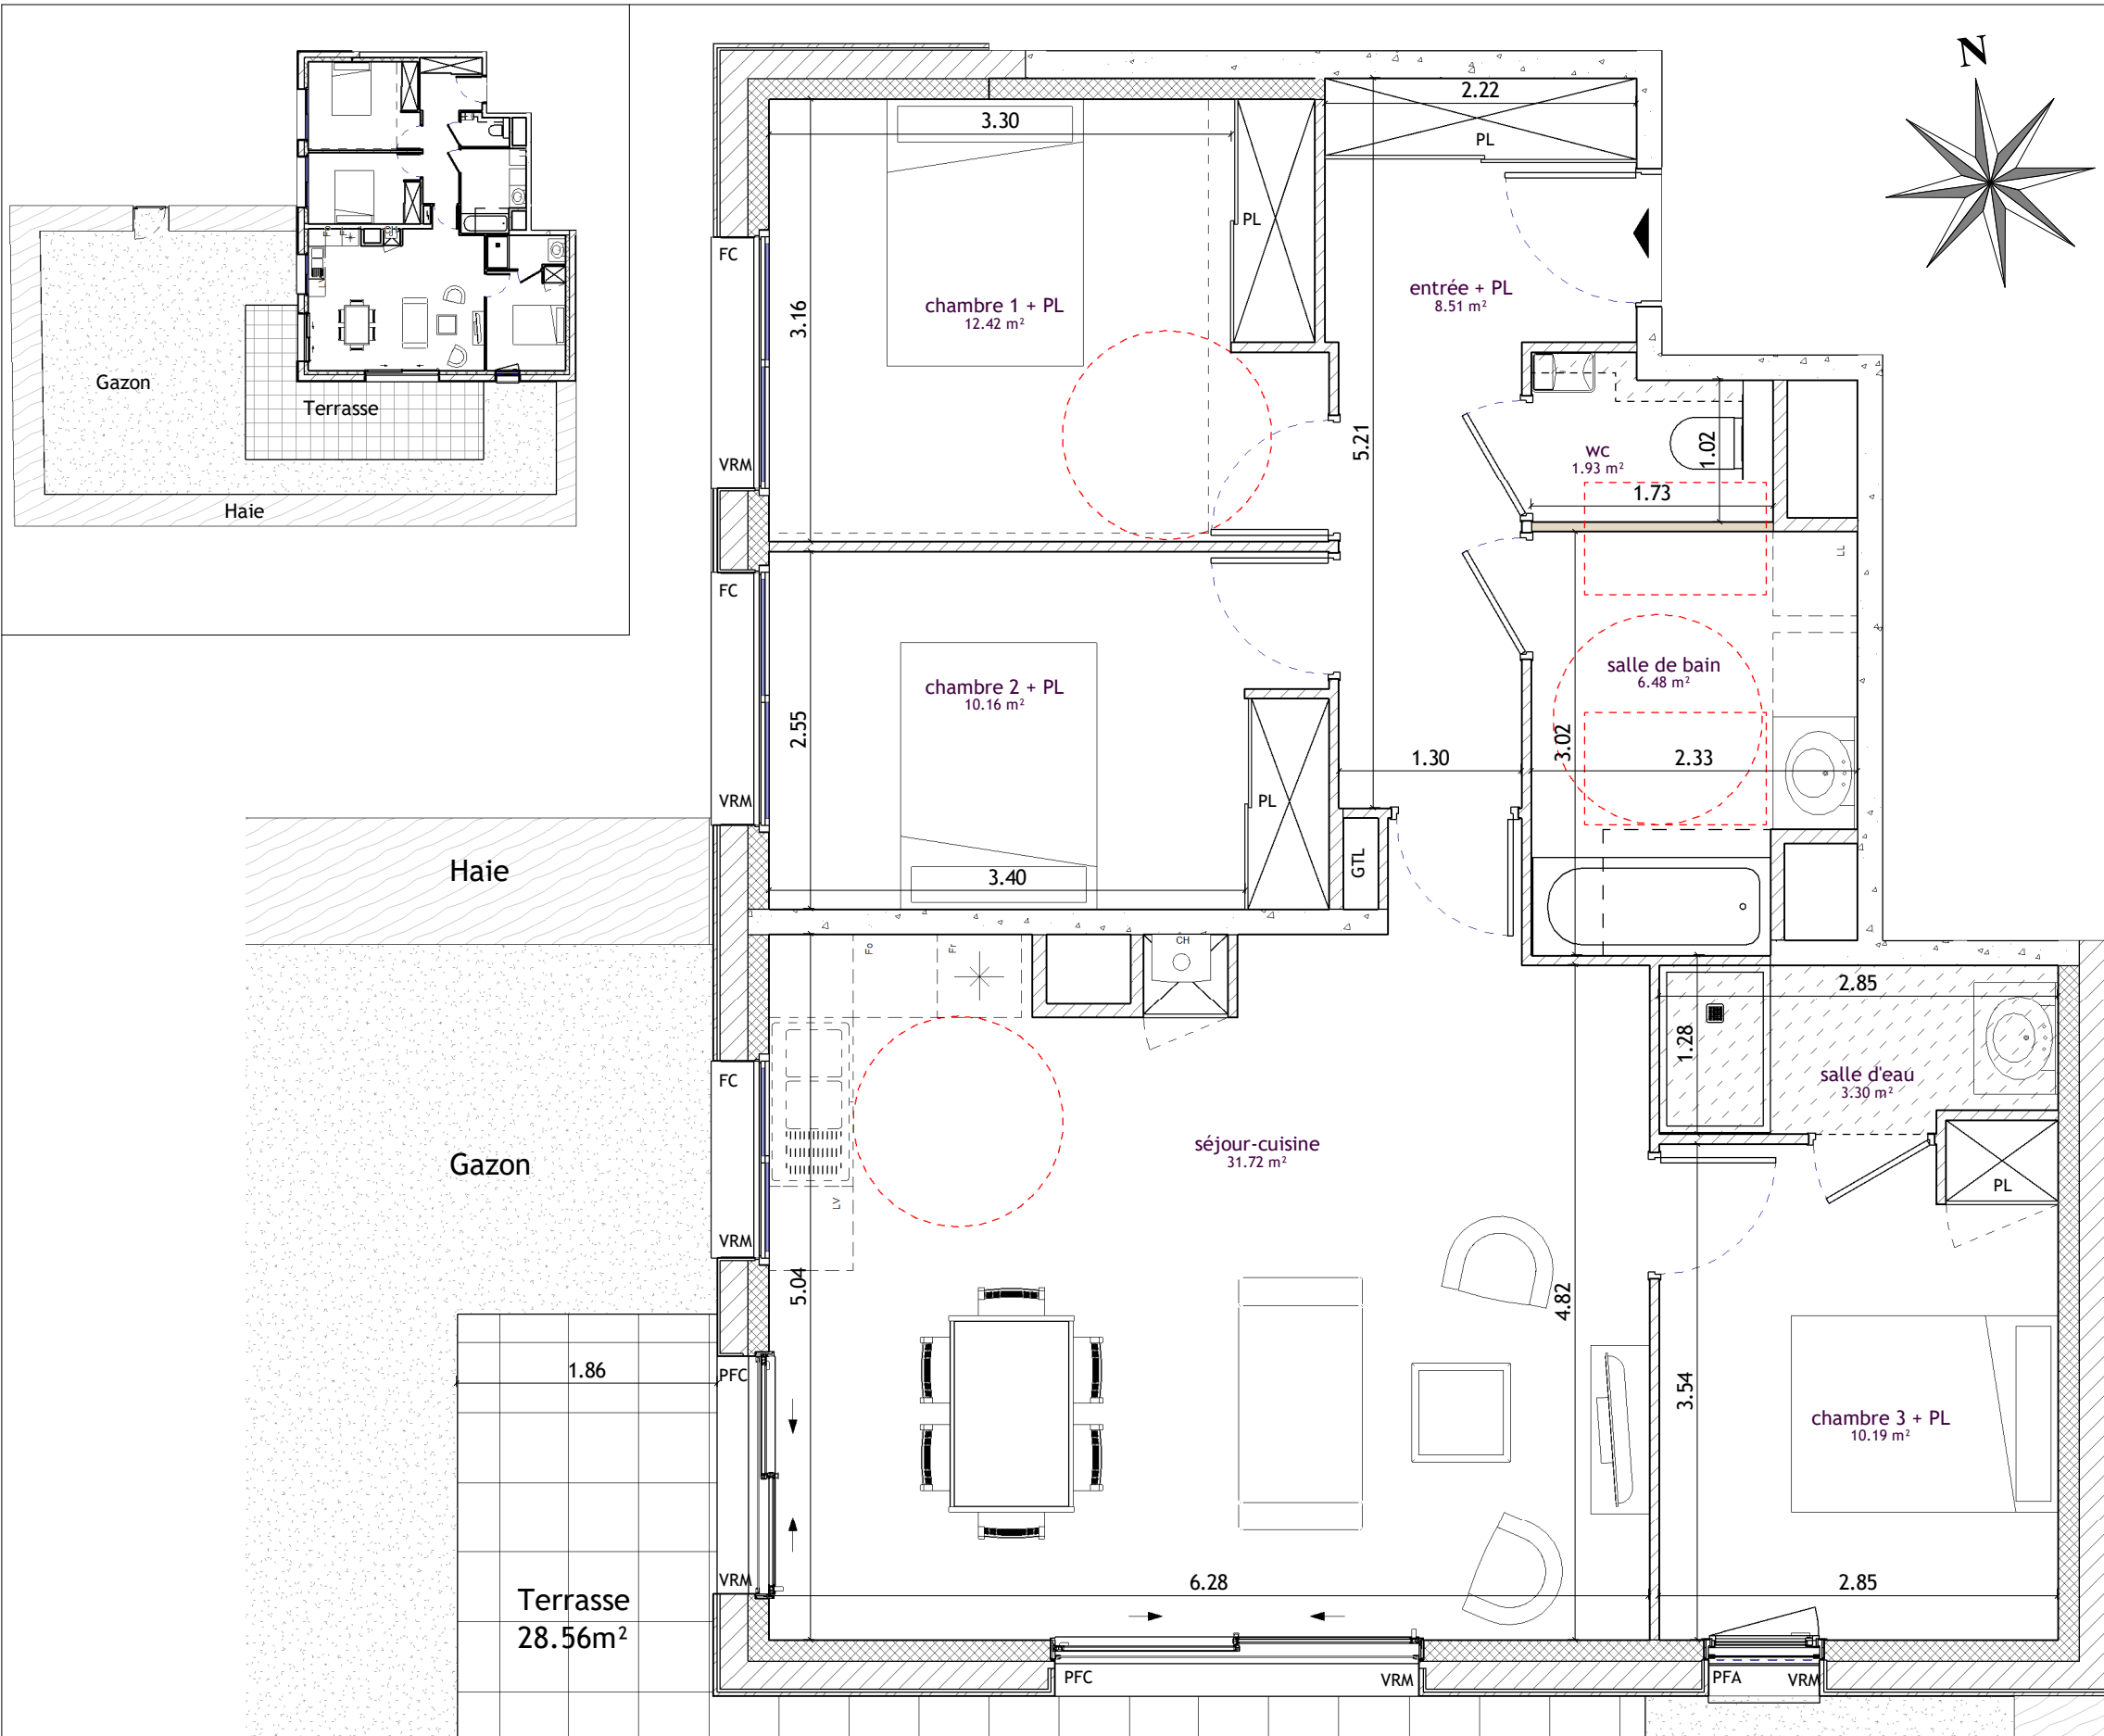 Gazon
Terrasse
Haie
N
3.30
2.22
PL
PL
FC
chambre 1 + PL
12.42 m²
3.16
entrée + PL
8.51 m²
VRM
5.21
WC
1.93 m²
1.02
1.73
LL
FC
chambre 2 + PL
10.16 m²
2.55
salle de bain
6.48 m²
3.02
1.30
2.33
VRM
PL
GTL
3.40
Haie
Fo
Fr
CH
2.85
1.28
salle d'eau
3.30 m²
FC
Gazon
séjour-cuisine
31.72 m²
LV
PL
VRM
5.04
4.82
1.86
PFC
3.54
chambre 3 + PL
10.19 m²
VRM
6.28
2.85
Terrasse
28.56m²
PFC
VRM
PFA
VRM